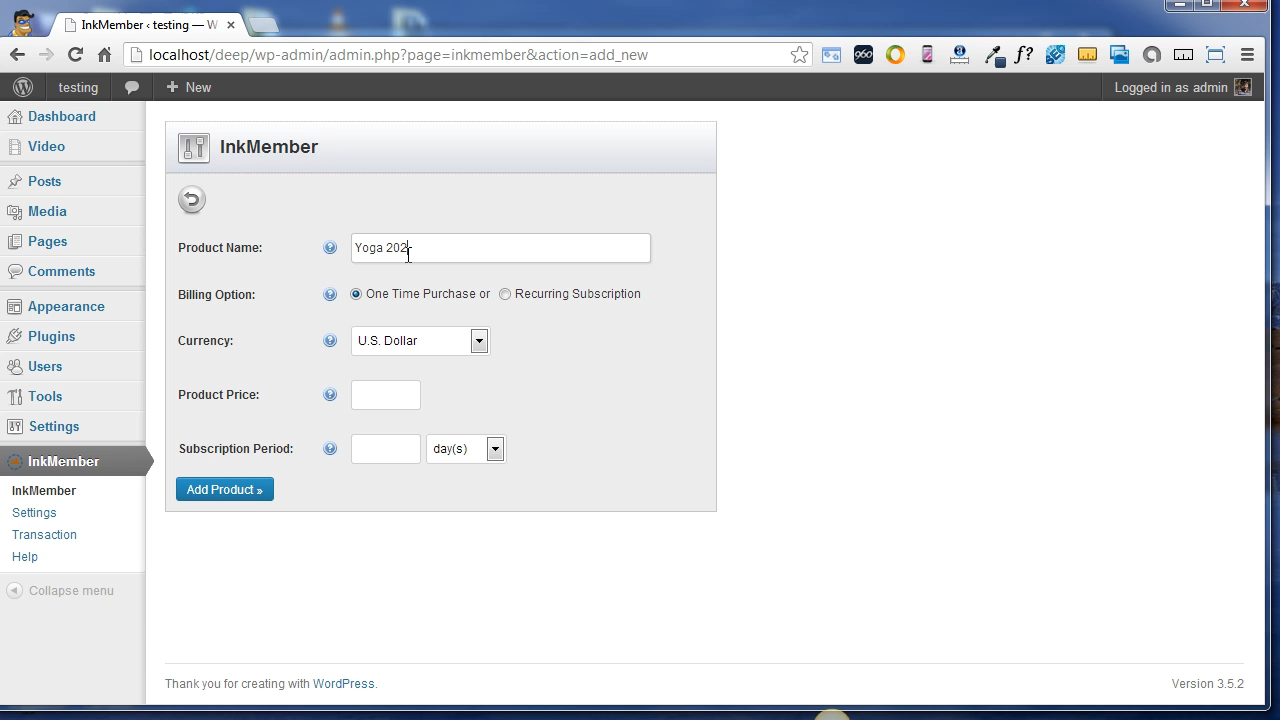 InkMember ‹ testing — W
localhost/deep/wp-admin/admin.php?page=inkmember&action=add_new
960
f?
testing
New
Logged in as admin
Dashboard
Video
Posts
Media
Pages
Comments
Appearance
Plugins
Users
Tools
Settings
InkMember
InkMember
Settings
Transaction
Help
Collapse menu
InkMember
Product Name: Yoga 202
Billing Option: One Time Purchase or Recurring Subscription
Currency: U.S. Dollar
Product Price:
Subscription Period: day(s)
Add Product »
Thank you for creating with WordPress.
Version 3.5.2